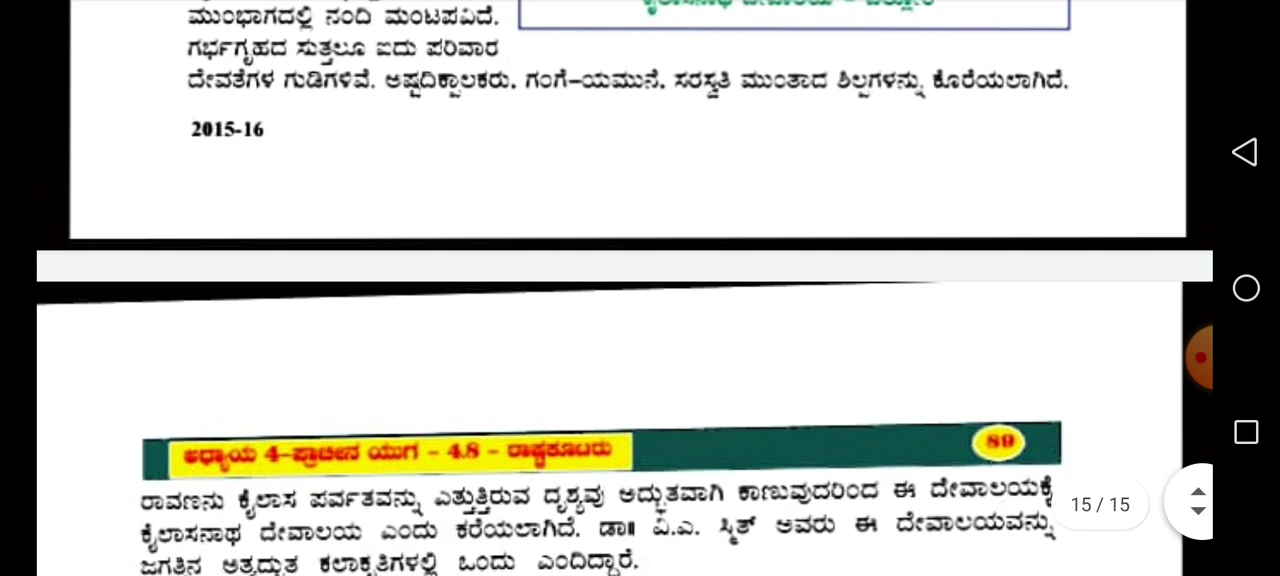 ಮುಂಭಾಗದಲ್ಲಿ ನಂದಿ ಮಂಟಪವಿದೆ.
ಗರ್ಭಗೃಹದ ಸುತ್ತಲೂ ಐದು ಪರಿವಾರ
ದೇವತೆಗಳ ಗುಡಿಗಳಿವೆ. ಅಷ್ಟದಿಕ್ಪಾಲಕರು, ಗಂಗೆ–ಯಮುನೆ, ಸರಸ್ವತಿ ಮುಂತಾದ ಶಿಲ್ಪಗಳನ್ನು ಕೊರೆಯಲಾಗಿದೆ.
2015-16
ಅಧ್ಯಾಯ 4–ಪ್ರಾಚೀನ ಯುಗ – 4.8 – ರಾಷ್ಟ್ರಕೂಟರು
89
ರಾವಣನು ಕೈಲಾಸ ಪರ್ವತವನ್ನು ಎತ್ತುತ್ತಿರುವ ದೃಶ್ಯವು ಅದ್ಭುತವಾಗಿ ಕಾಣುವುದರಿಂದ ಈ ದೇವಾಲಯಕ್ಕೆ
15 / 15
ಕೈಲಾಸನಾಥ ದೇವಾಲಯ ಎಂದು ಕರೆಯಲಾಗಿದೆ. ಡಾ॥ ವಿ.ಎ. ಸ್ಮಿತ್ ಅವರು ಈ ದೇವಾಲಯವನ್ನು
ಜಗತ್ತಿನ ಅತ್ಯದ್ಭುತ ಕಲಾಕೃತಿಗಳಲ್ಲಿ ಒಂದು ಎಂದಿದ್ದಾರೆ.